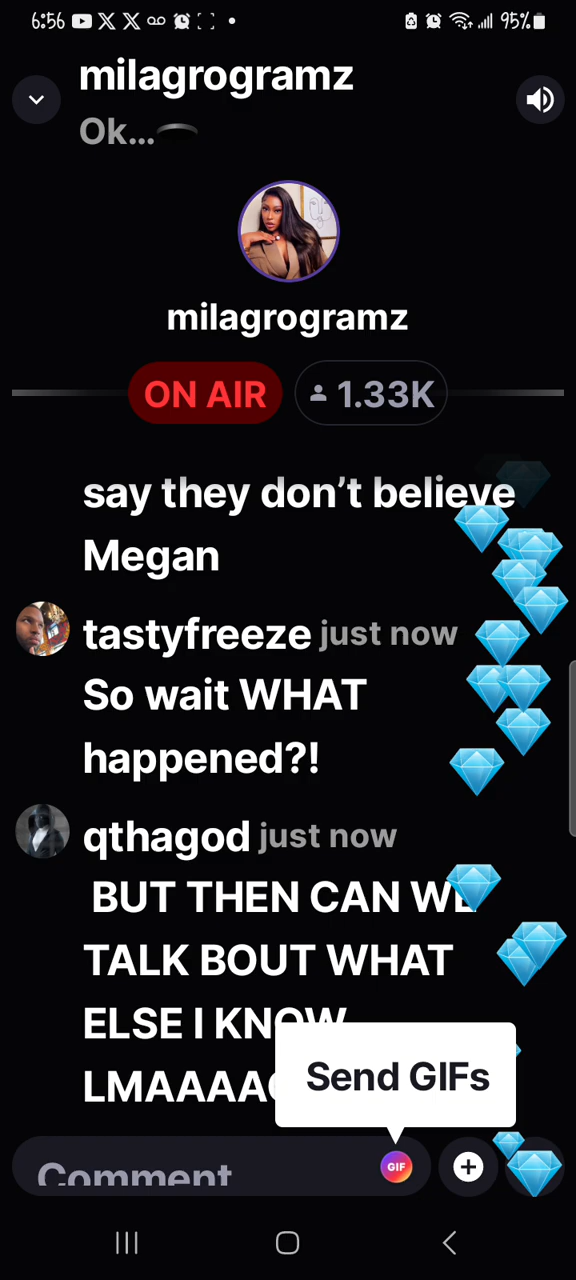 6:56
95%
milagrogramz
Ok...
milagrogramz
ON AIR
1.33K
say they don't believe
Megan
tastyfreeze just now
So wait WHAT
happened?!
qthagod just now
BUT THEN CAN WE
TALK BOUT WHAT
ELSE I KNOW
Send GIFs
Comment
GIF